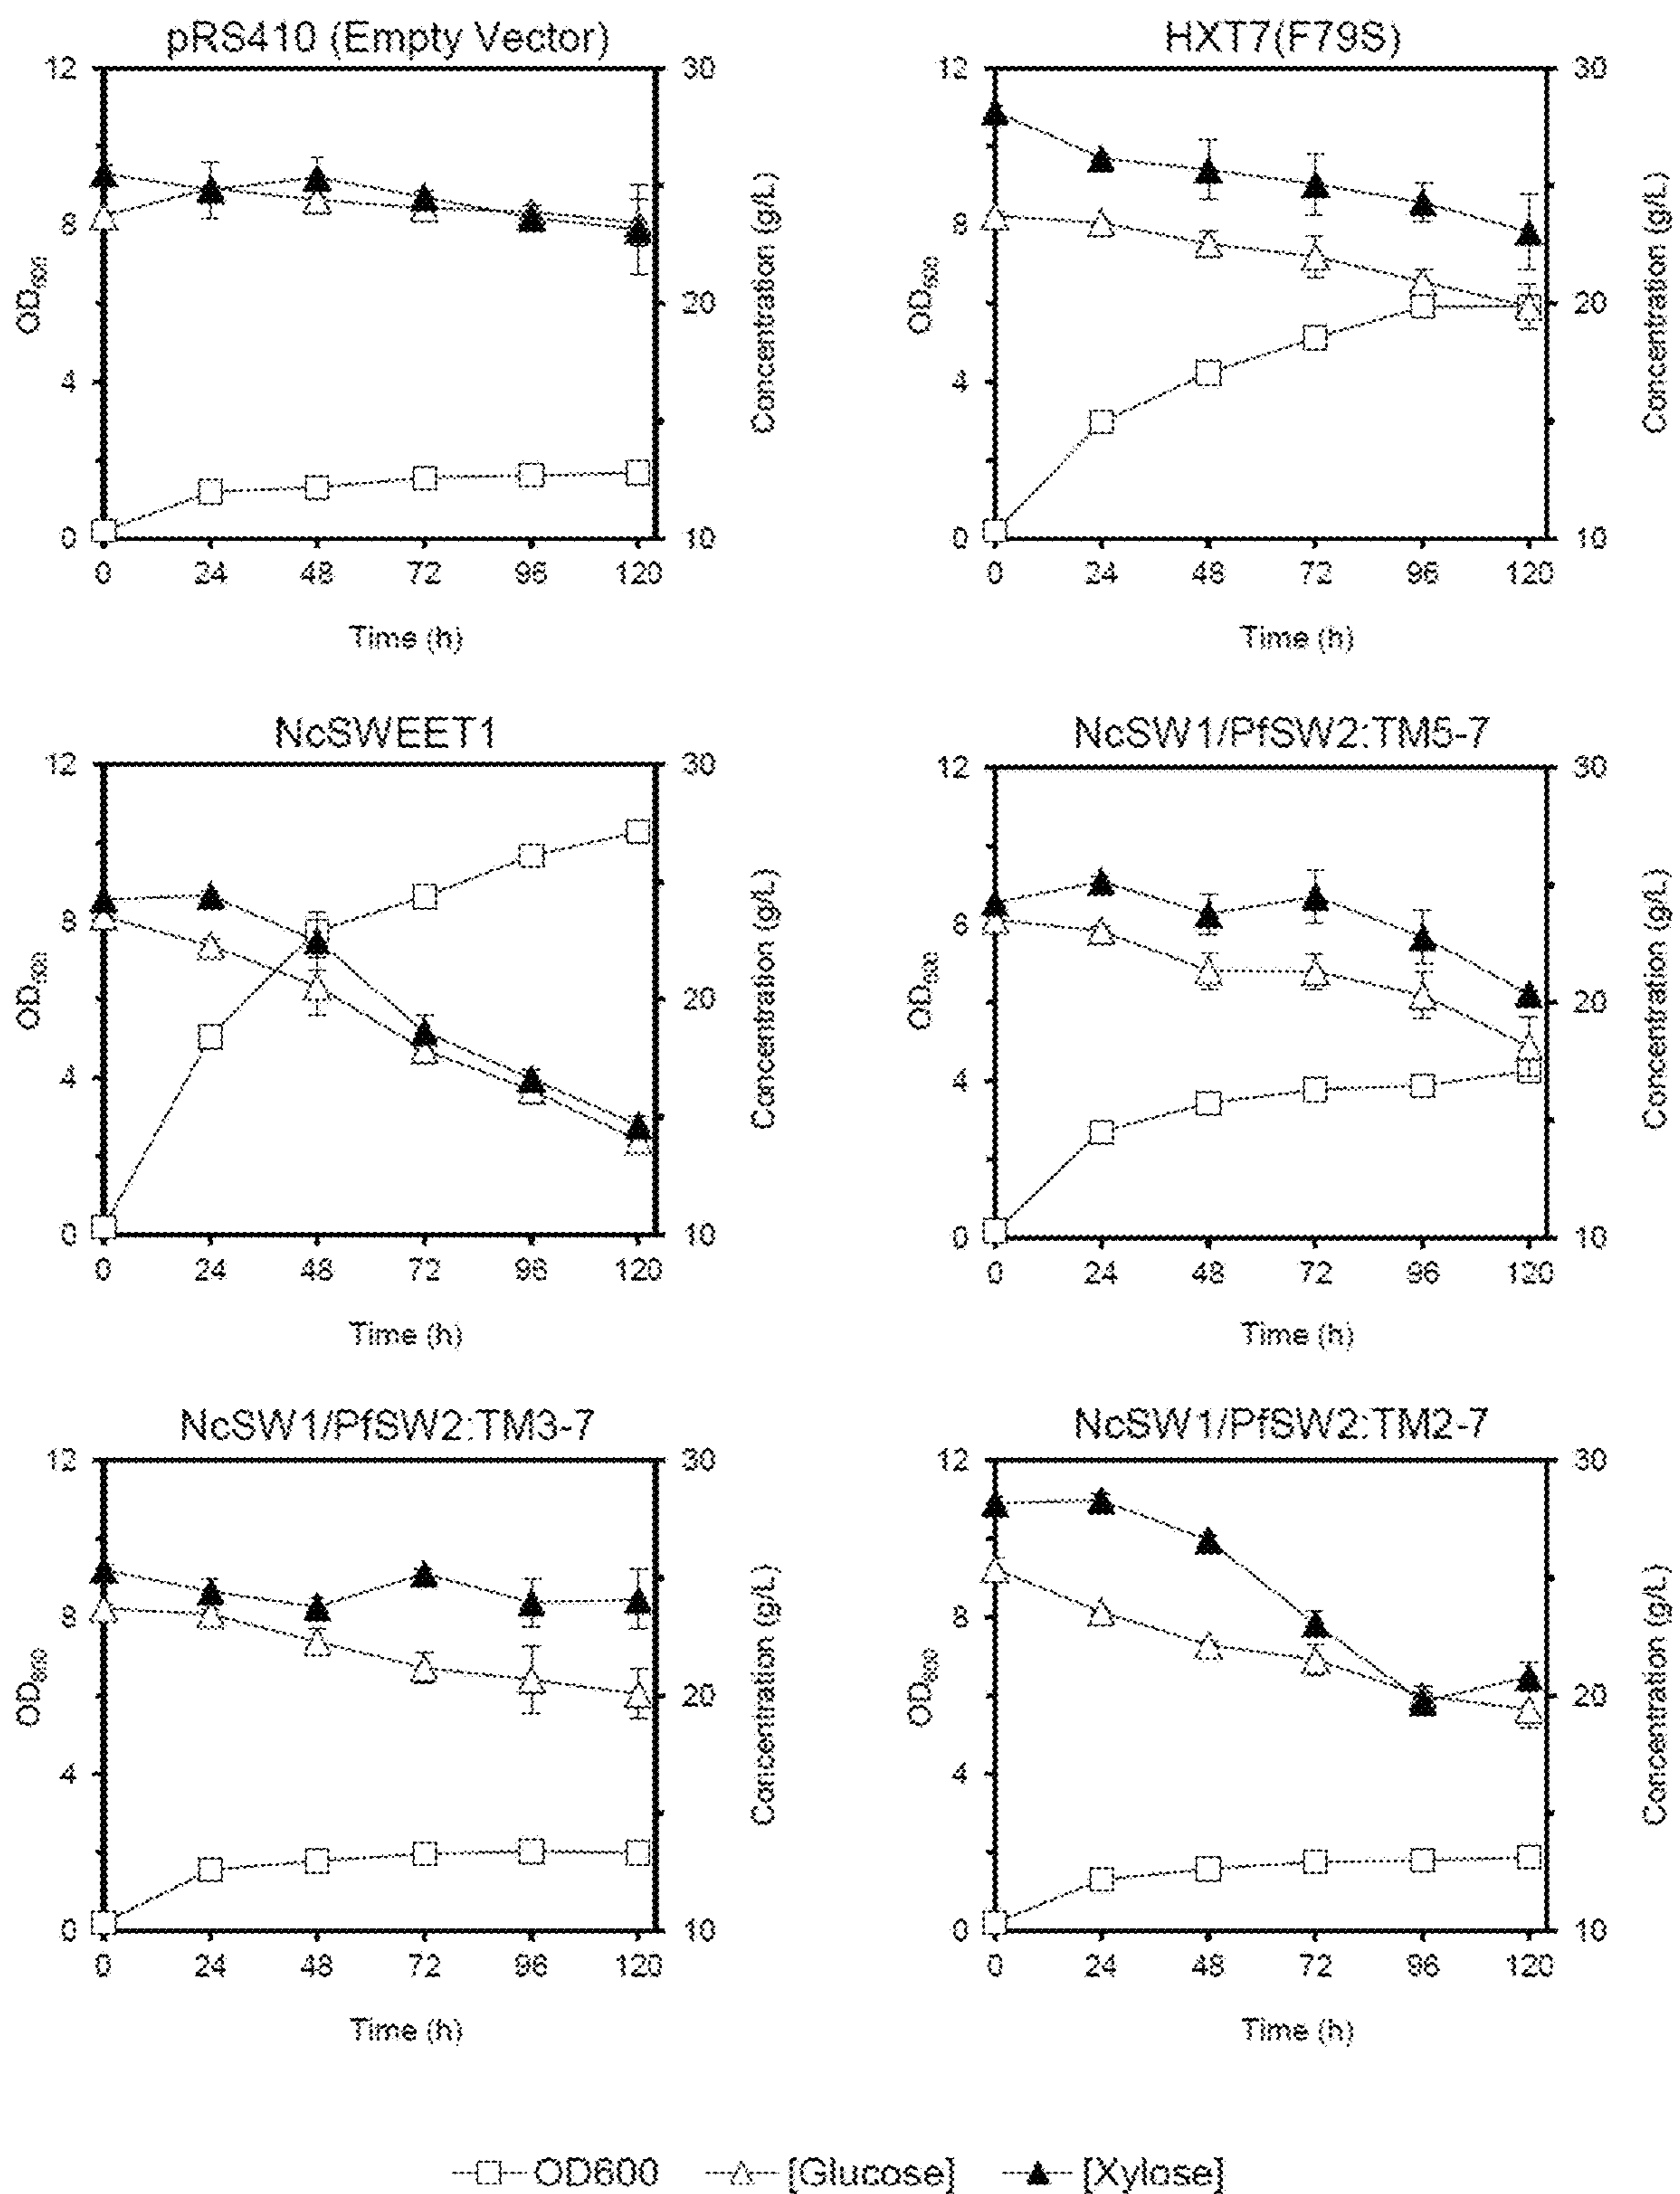 pRS410 (Empty Vector)
12
8
4
0
OD600
30
20
10
Concentration (g/L)
0 24 48 72 96 120
Time (h)
HXT7(F79S)
12
8
4
0
OD600
30
20
10
Concentration (g/L)
0 24 48 72 96 120
Time (h)
NcSWEET1
12
8
4
0
OD600
30
20
10
Concentration (g/L)
0 24 48 72 96 120
Time (h)
NcSW1/PfSW2:TM5-7
12
8
4
0
OD600
30
20
10
Concentration (g/L)
0 24 48 72 96 120
Time (h)
NcSW1/PfSW2:TM3-7
12
8
4
0
OD600
30
20
10
Concentration (g/L)
0 24 48 72 96 120
Time (h)
NcSW1/PfSW2:TM2-7
12
8
4
0
OD600
30
20
10
Concentration (g/L)
0 24 48 72 96 120
Time (h)
OD600 [Glucose] [Xylose]